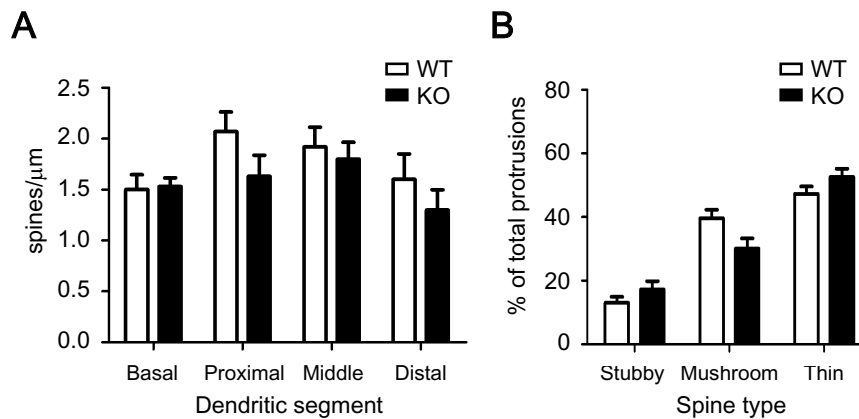 A
WT
KO
2.5
2.0
1.5
1.0
0.5
0.0
spines/μm
Basal Proximal Middle Distal
Dendritic segment
B
WT
KO
80
60
40
20
0
% of total protrusions
Stubby Mushroom Thin
Spine type